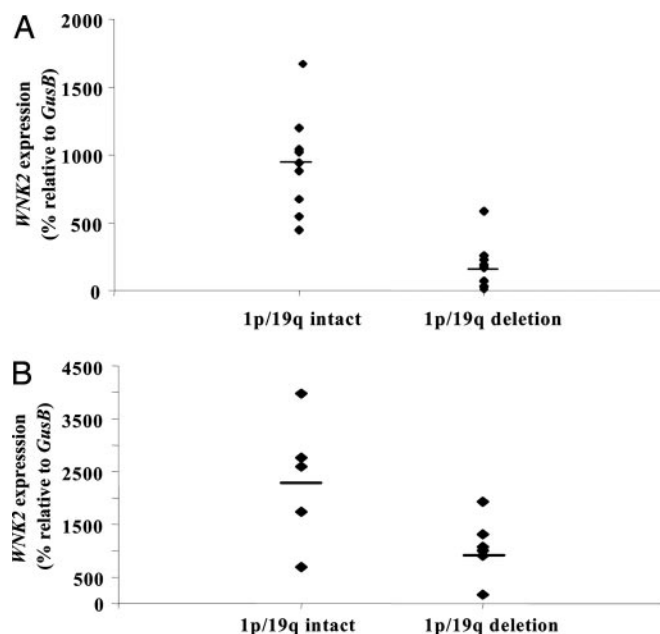 A
WNK2 expression
(% relative to GusB)
2000
1500
1000
500
0
1p/19q intact
1p/19q deletion
B
WNK2 expresssion
(% relative to GusB)
4500
3500
2500
1500
500
0
1p/19q intact
1p/19q deletion